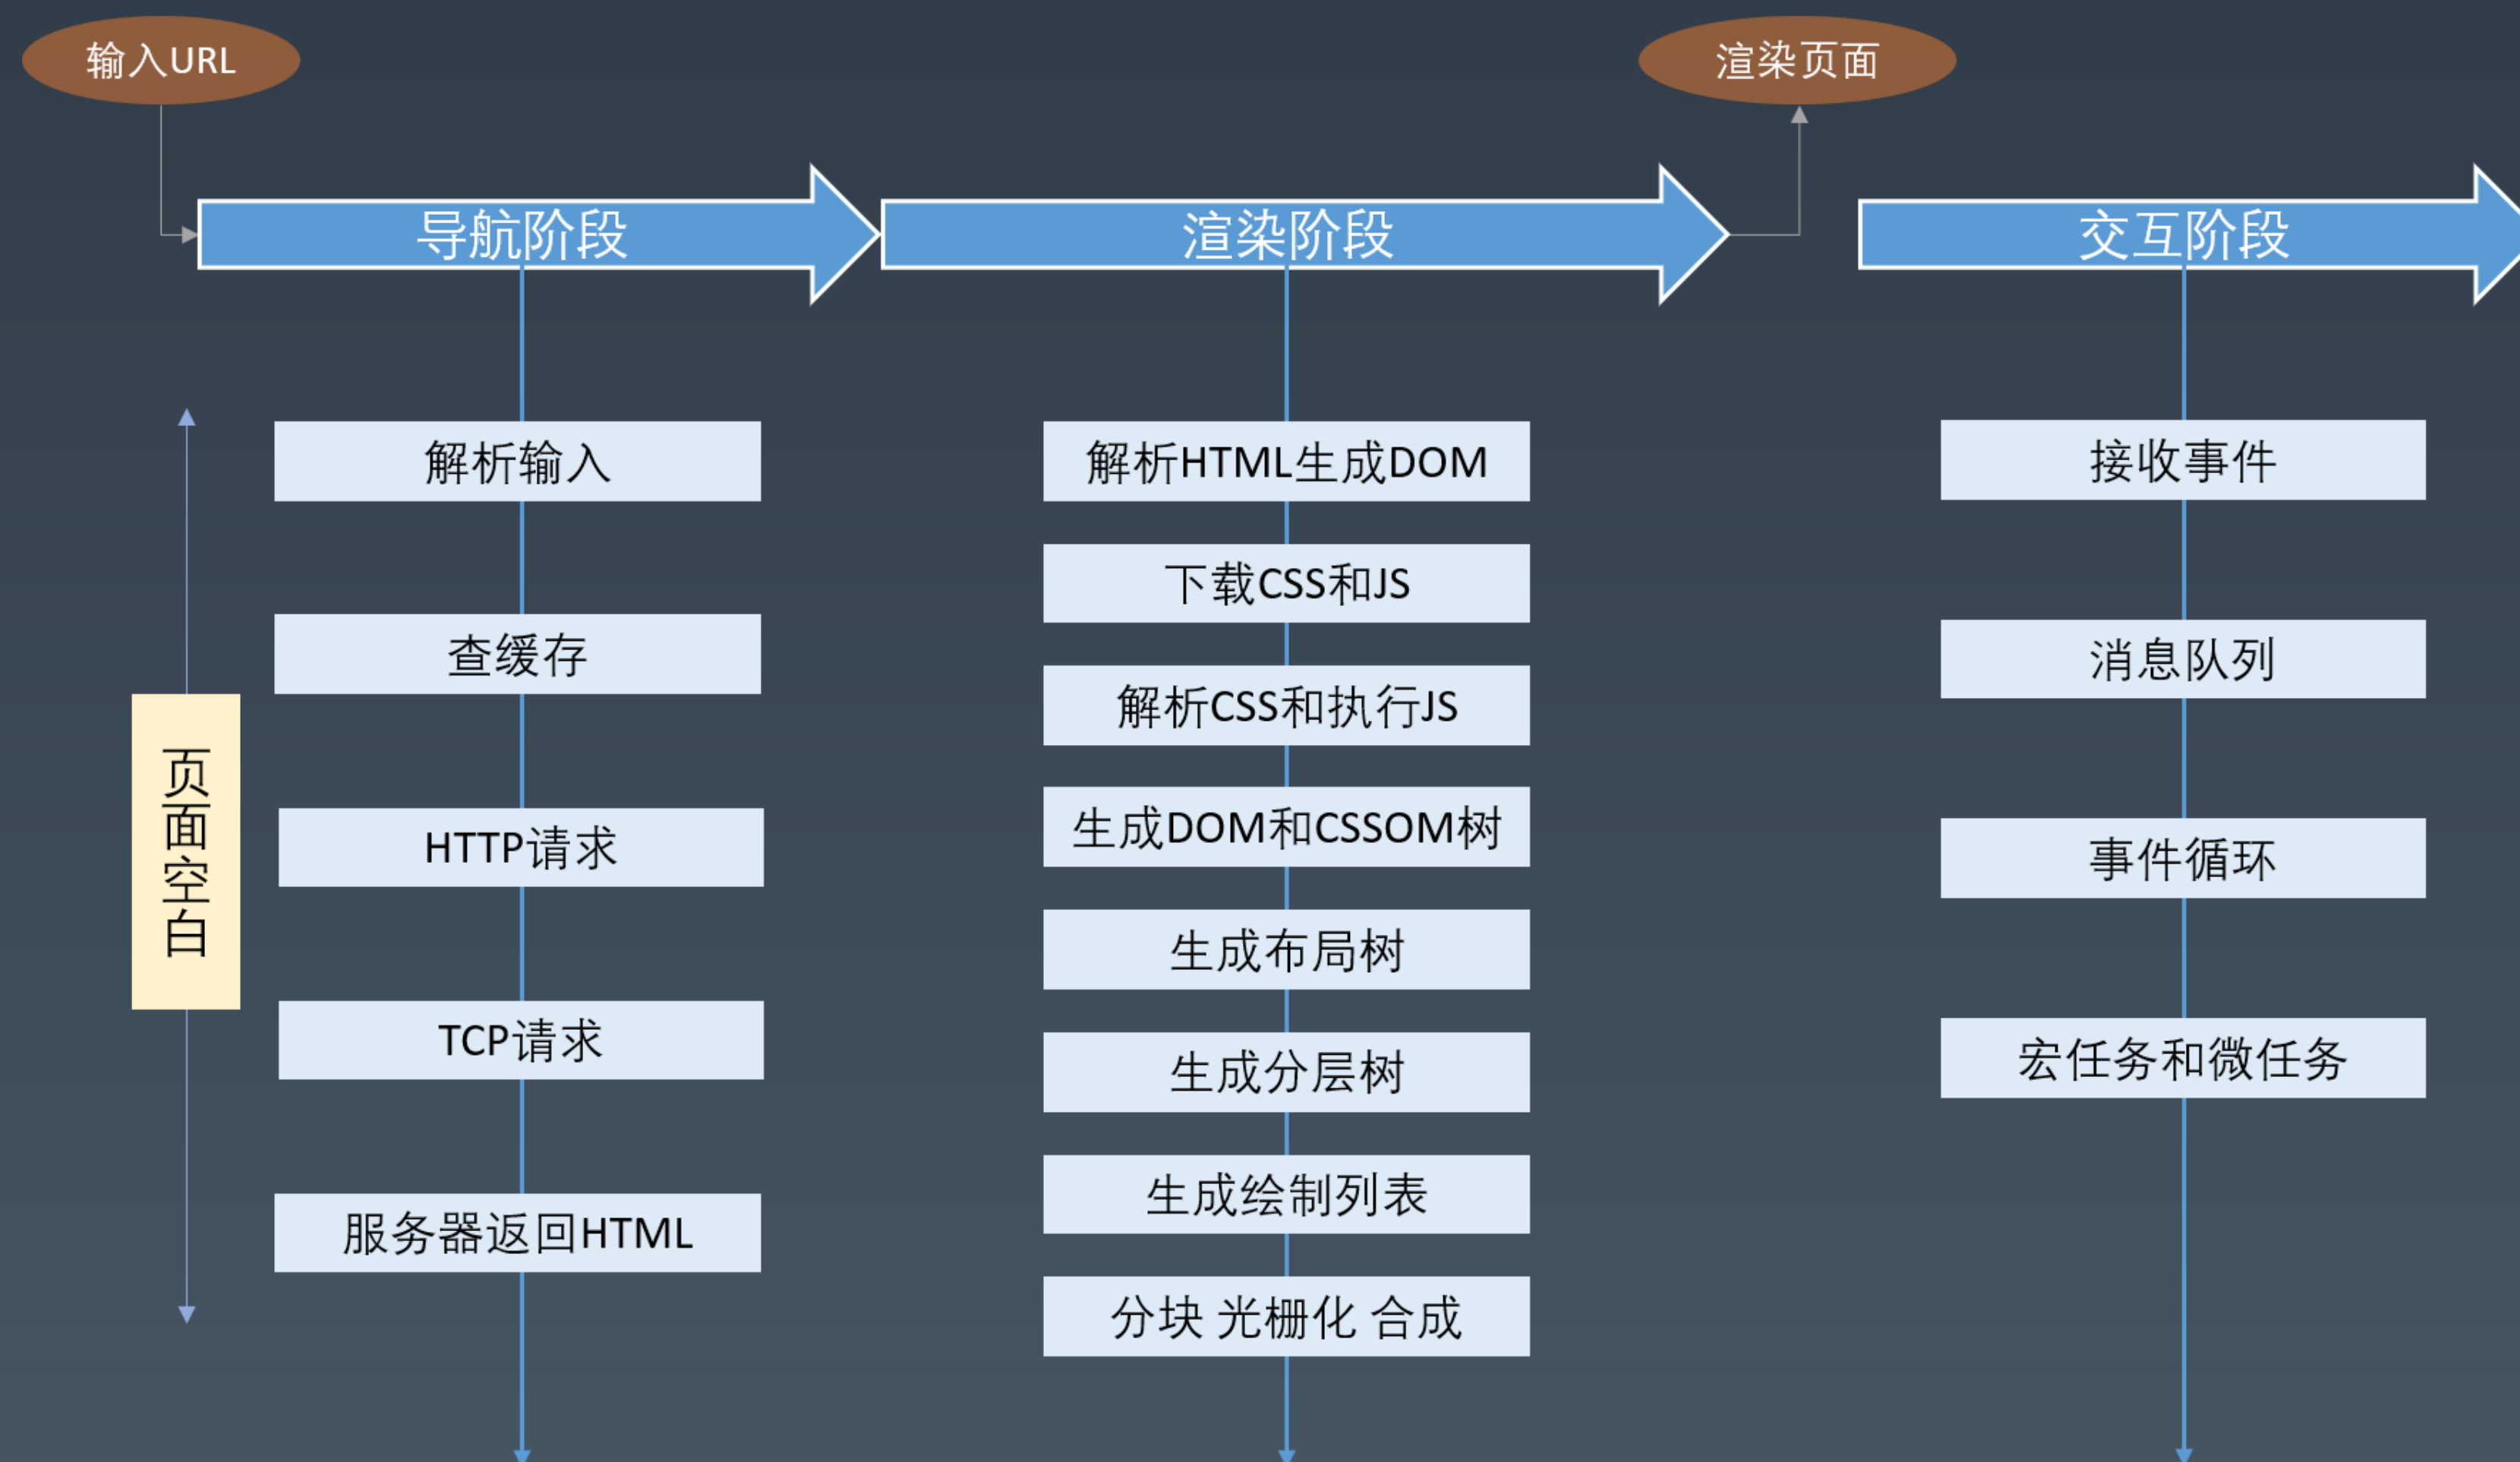 输入URL
渲染页面
导航阶段
渲染阶段
交互阶段
页面空白
解析输入
查缓存
HTTP请求
TCP请求
服务器返回HTML
解析HTML生成DOM
下载CSS和JS
解析CSS和执行JS
生成DOM和CSSOM树
生成布局树
生成分层树
生成绘制列表
分块 光栅化 合成
接收事件
消息队列
事件循环
宏任务和微任务